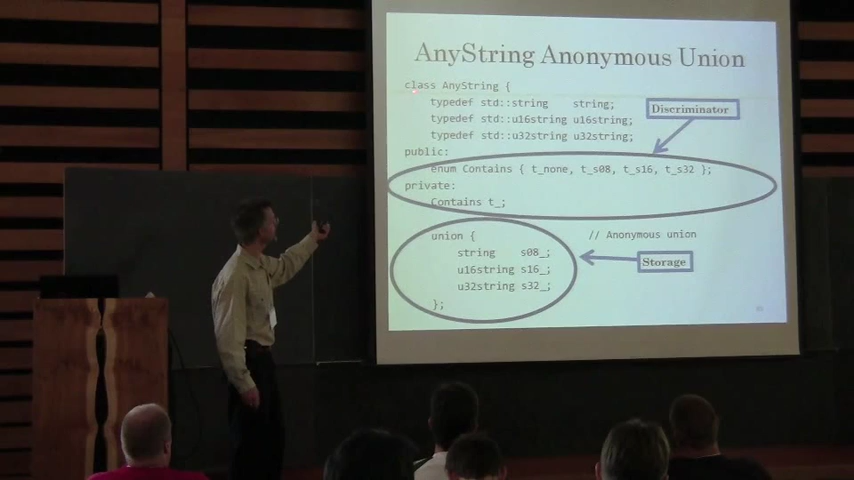 AnyString Anonymous Union
class AnyString {
typedef std::string string;
typedef std::u16string u16string;
typedef std::u32string u32string;
Discriminator
public:
enum Contains { t_none, t_s08, t_s16, t_s32 };
private:
Contains t_;
union { // Anonymous union
string s08_;
u16string s16_;
Storage
u32string s32_;
};